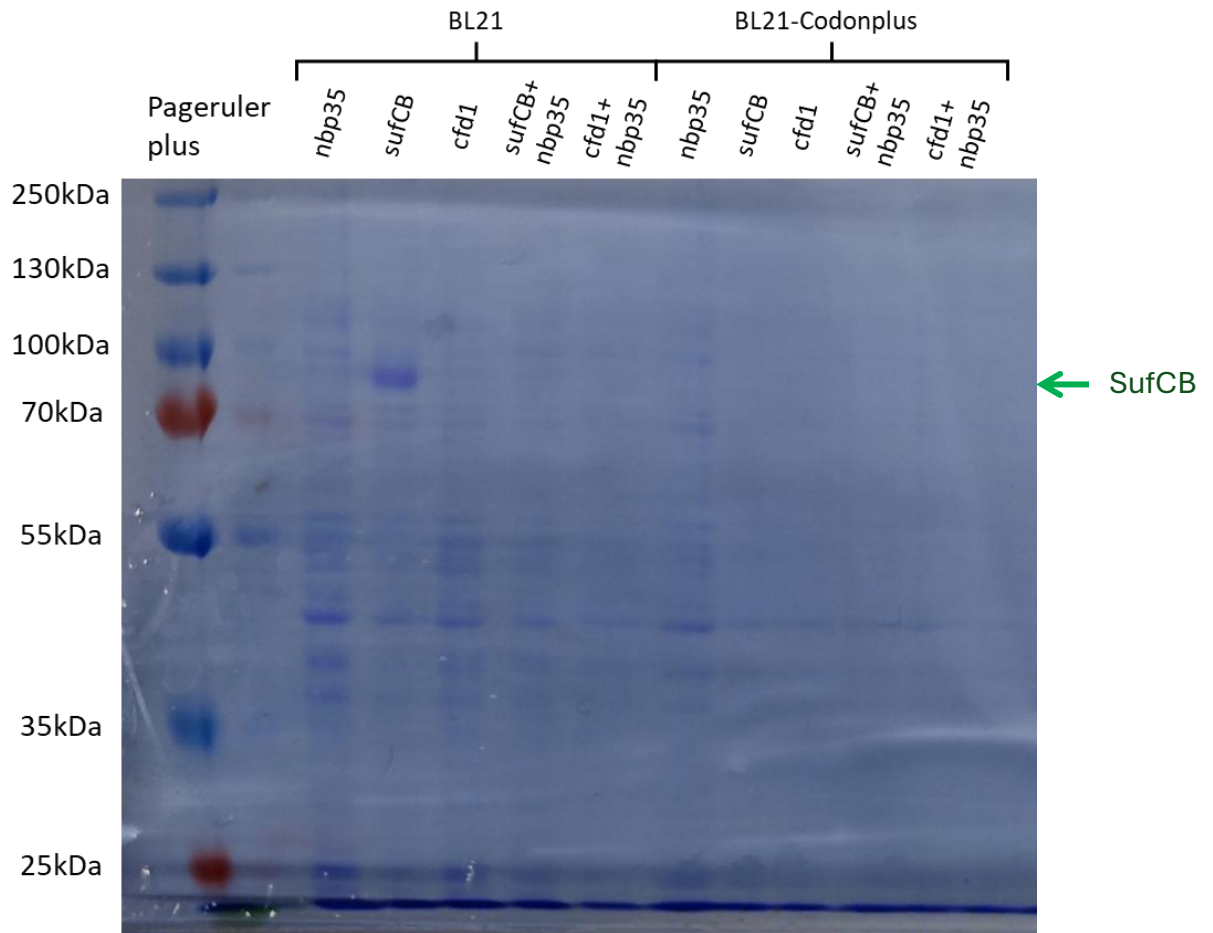 BL21
BL21-Codonplus
Pageruler
plus
nbp35
sufCB
cfd1
sufCB+
nbp35
cfd1+
nbp35
nbp35
sufCB
cfd1
sufCB+
nbp35
cfd1+
nbp35
250kDa
130kDa
100kDa
70kDa
55kDa
35kDa
25kDa
SufCB